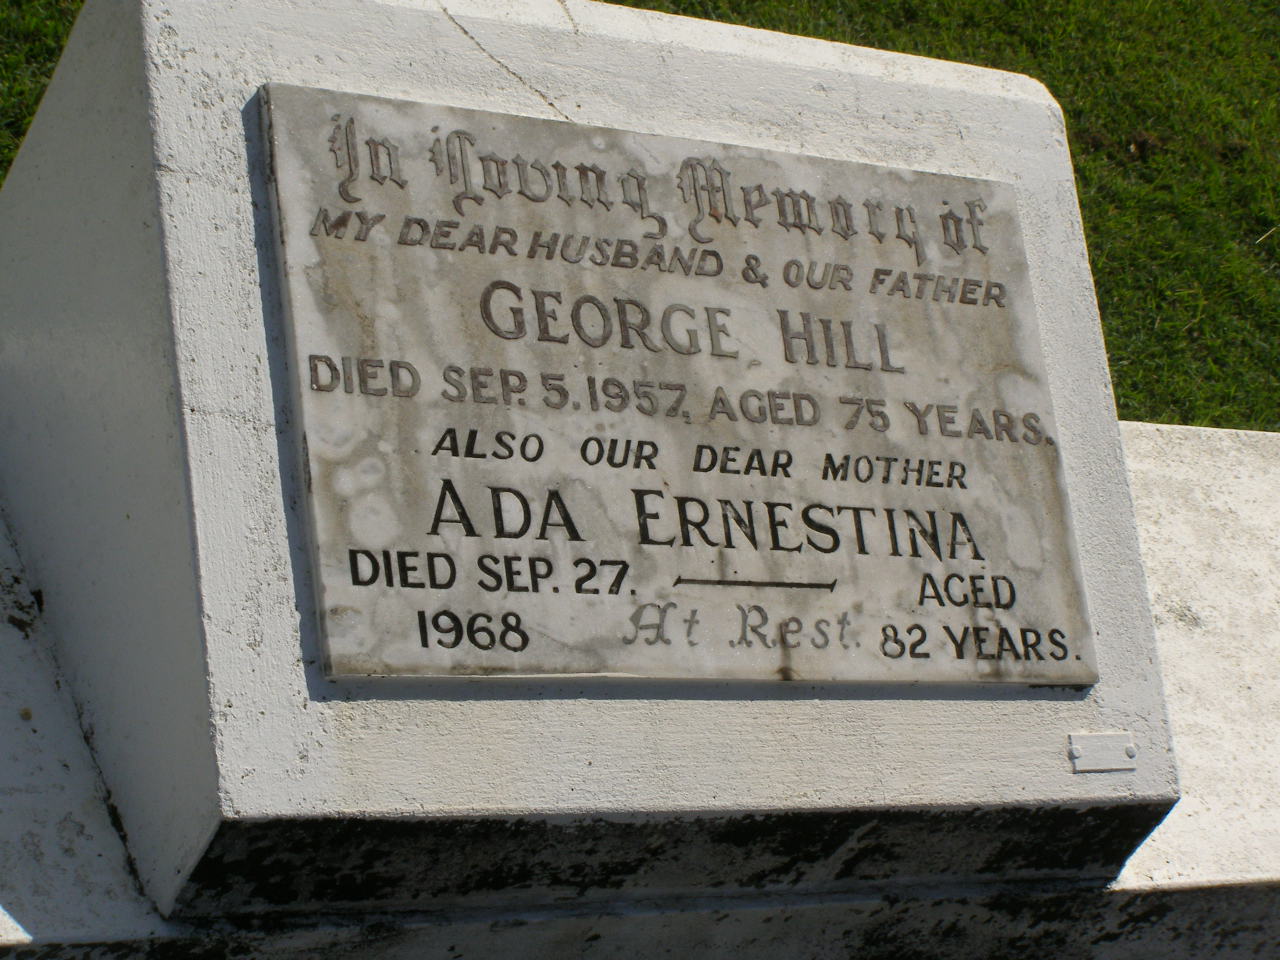 In loving Memory of
MY DEAR HUSBAND & OUR FATHER
GEORGE HILL
DIED SEP. 5. 1957, AGED 75 YEARS.
ALSO OUR DEAR MOTHER
ADA ERNESTINA
DIED SEP. 27. — AGED
1968 At Rest. 82 YEARS.